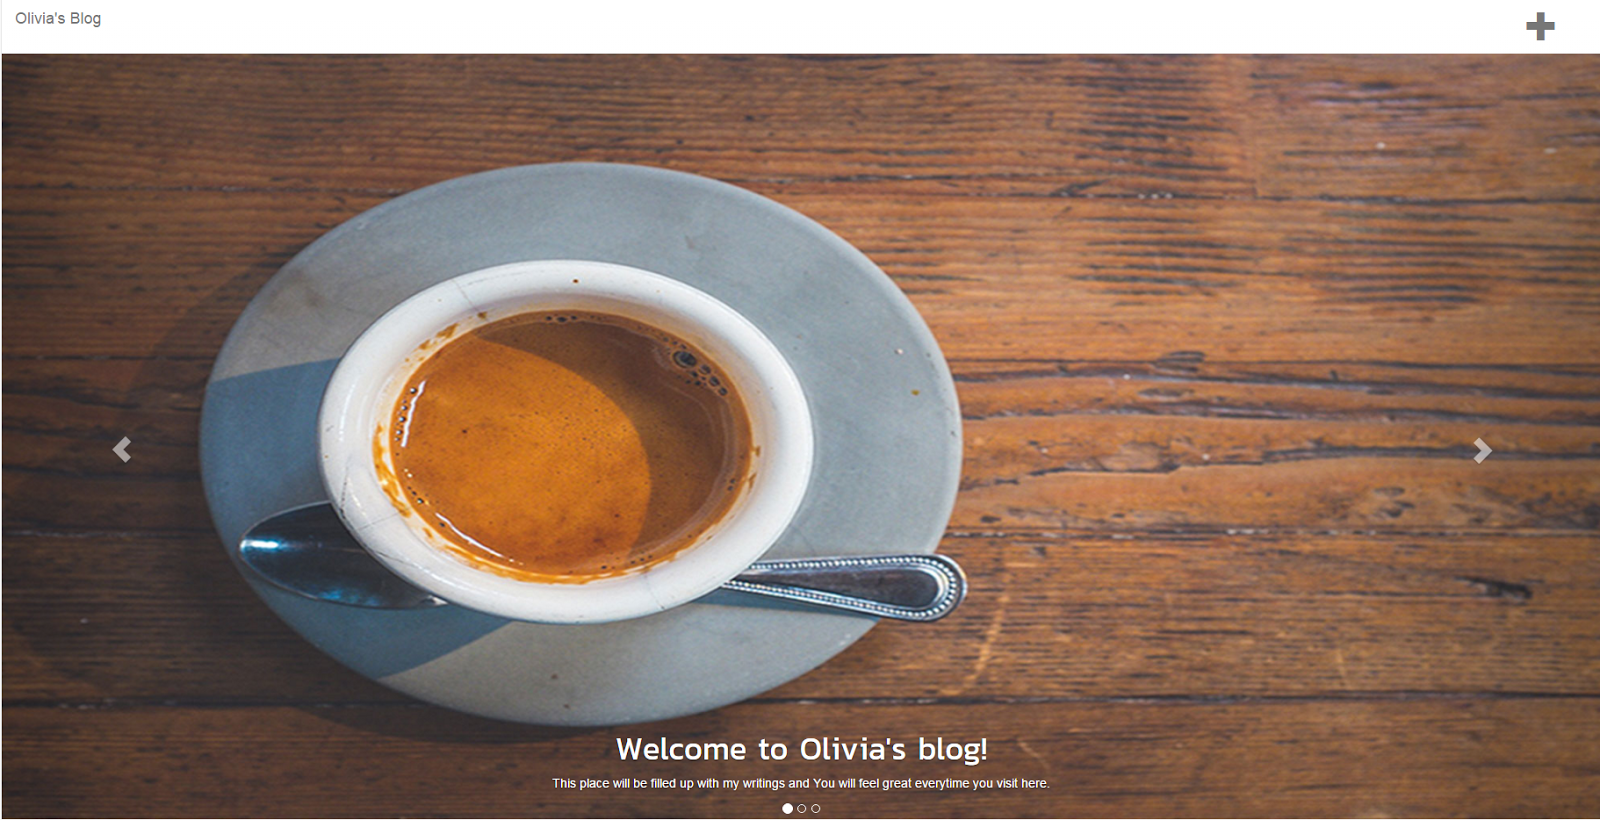 Olivia's Blog
Welcome to Olivia's blog!
This place will be filled up with my writings and You will feel great everytime you visit here.